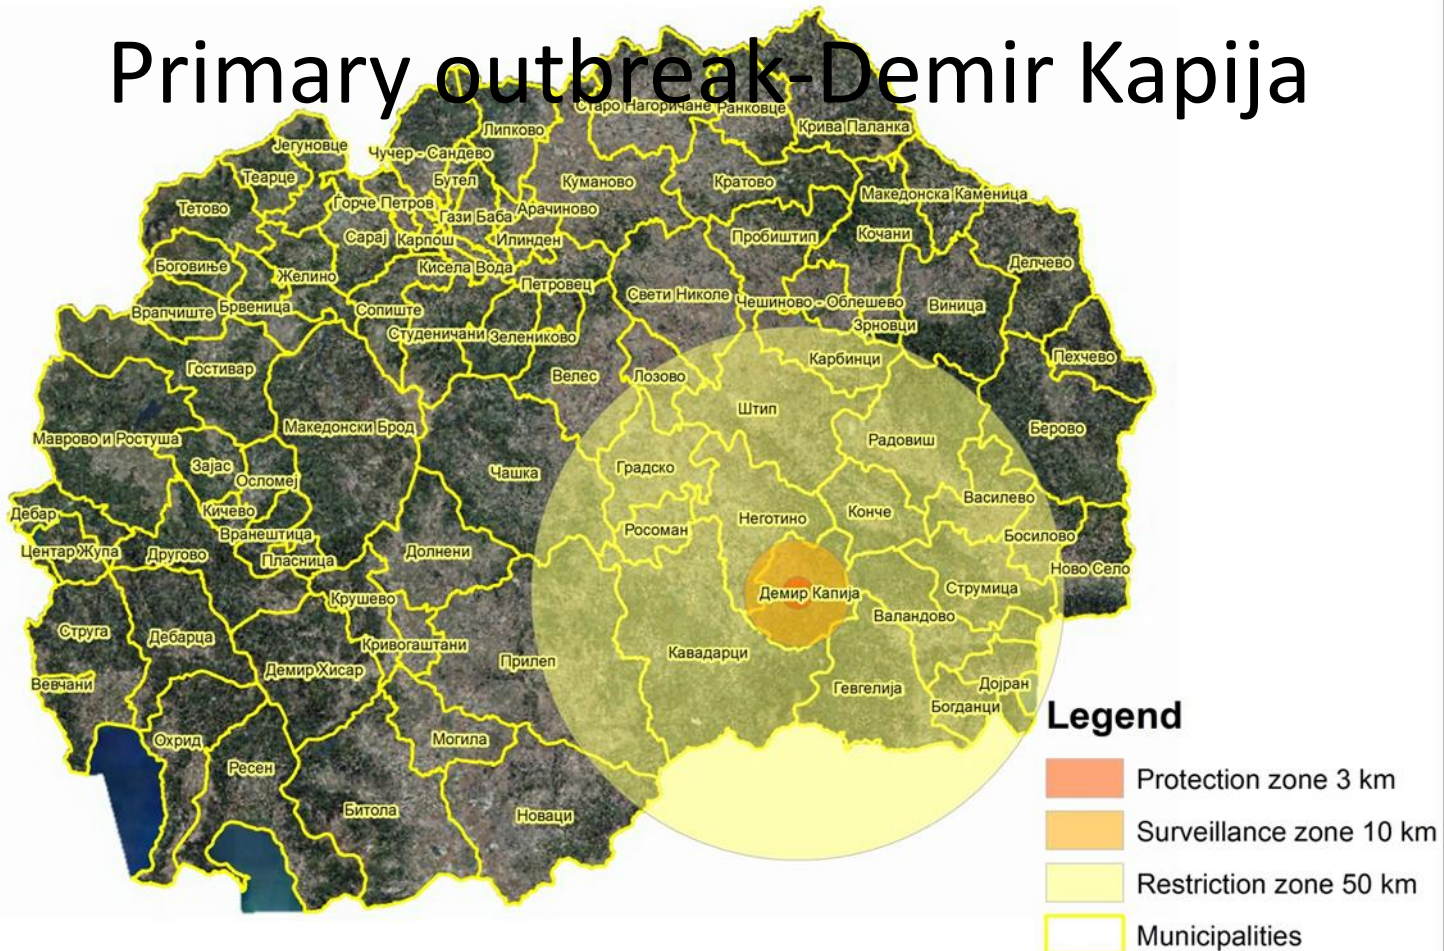 Primary outbreak-Demir Kapija
Старо Нагоричане
Ранковце
Крива Паланка
Липково
Јегуновце
Чучер - Сандево
Теарце
Бутел
Куманово
Кратово
Македонска Каменица
Тетово
Ѓорче Петров
Гази Баба
Арачиново
Сарај
Карпош
Илинден
Пробиштип
Кочани
Делчево
Боговиње
Желино
Кисела Вода
Петровец
Свети Николе
Чешиново - Облешево
Виница
Врапчиште
Брвеница
Сопиште
Студеничани
Зелениково
Зрновци
Карбинци
Пехчево
Гостивар
Велес
Лозово
Штип
Маврово и Ростуша
Македонски Брод
Радовиш
Берово
Зајас
Осломеј
Чашка
Градско
Василево
Дебар
Кичево
Вранештица
Росоман
Неготино
Конче
Босилово
Центар Жупа
Другово
Пласница
Долнени
Ново Село
Крушево
Демир Капија
Струмица
Струга
Дебарца
Кривогаштани
Валандово
Вевчани
Демир Хисар
Прилеп
Кавадарци
Гевгелија
Дојран
Богданци
Охрид
Могила
Ресен
Битола
Новаци
Legend
Protection zone 3 km
Surveillance zone 10 km
Restriction zone 50 km
Municipalities